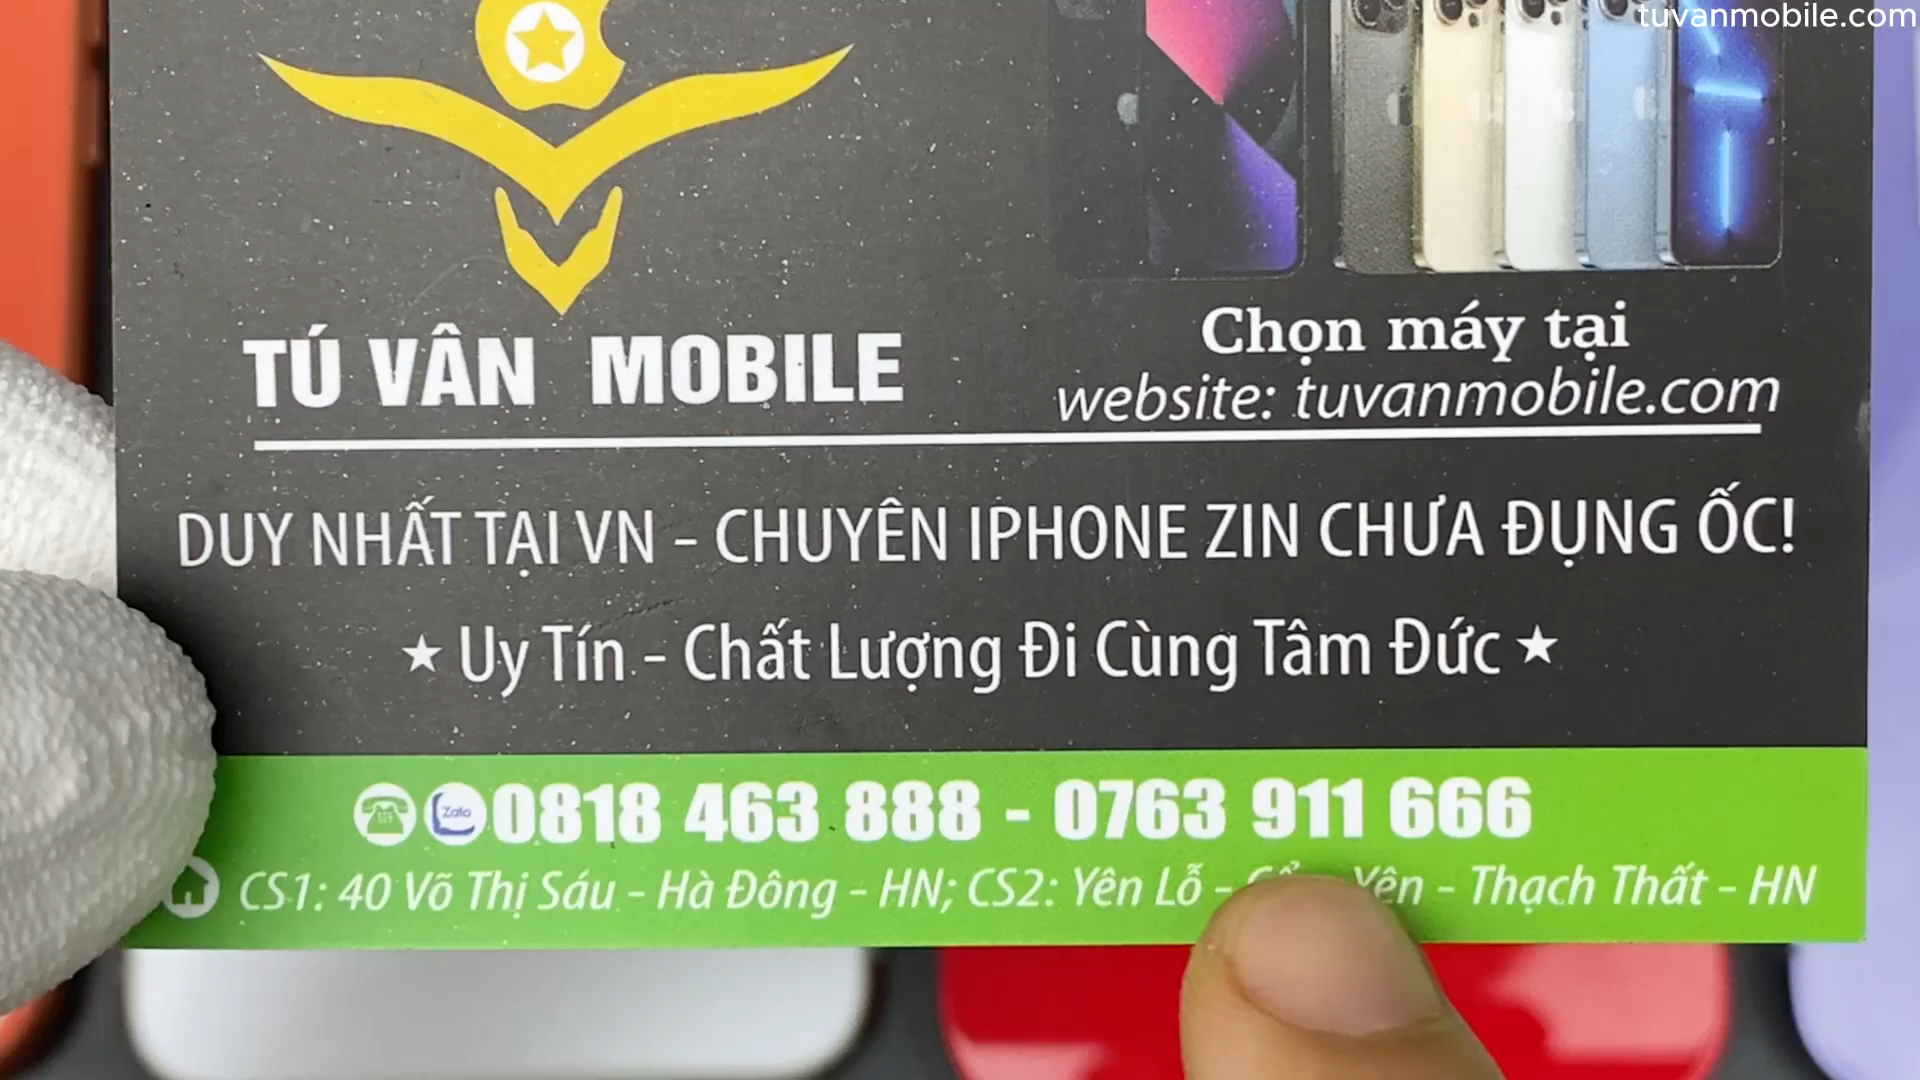 tuvanmobile.com
TÚ VÂN MOBILE
Chọn máy tại
website: tuvanmobile.com
DUY NHẤT TẠI VN - CHUYÊN IPHONE ZIN CHƯA ĐỤNG ỐC!
★ Uy Tín - Chất Lượng Đi Cùng Tâm Đức ★
Zalo 0818 463 888 - 0763 911 666
CS1: 40 Võ Thị Sáu - Hà Đông - HN; CS2: Yên Lỗ - Yên - Thạch Thất - HN